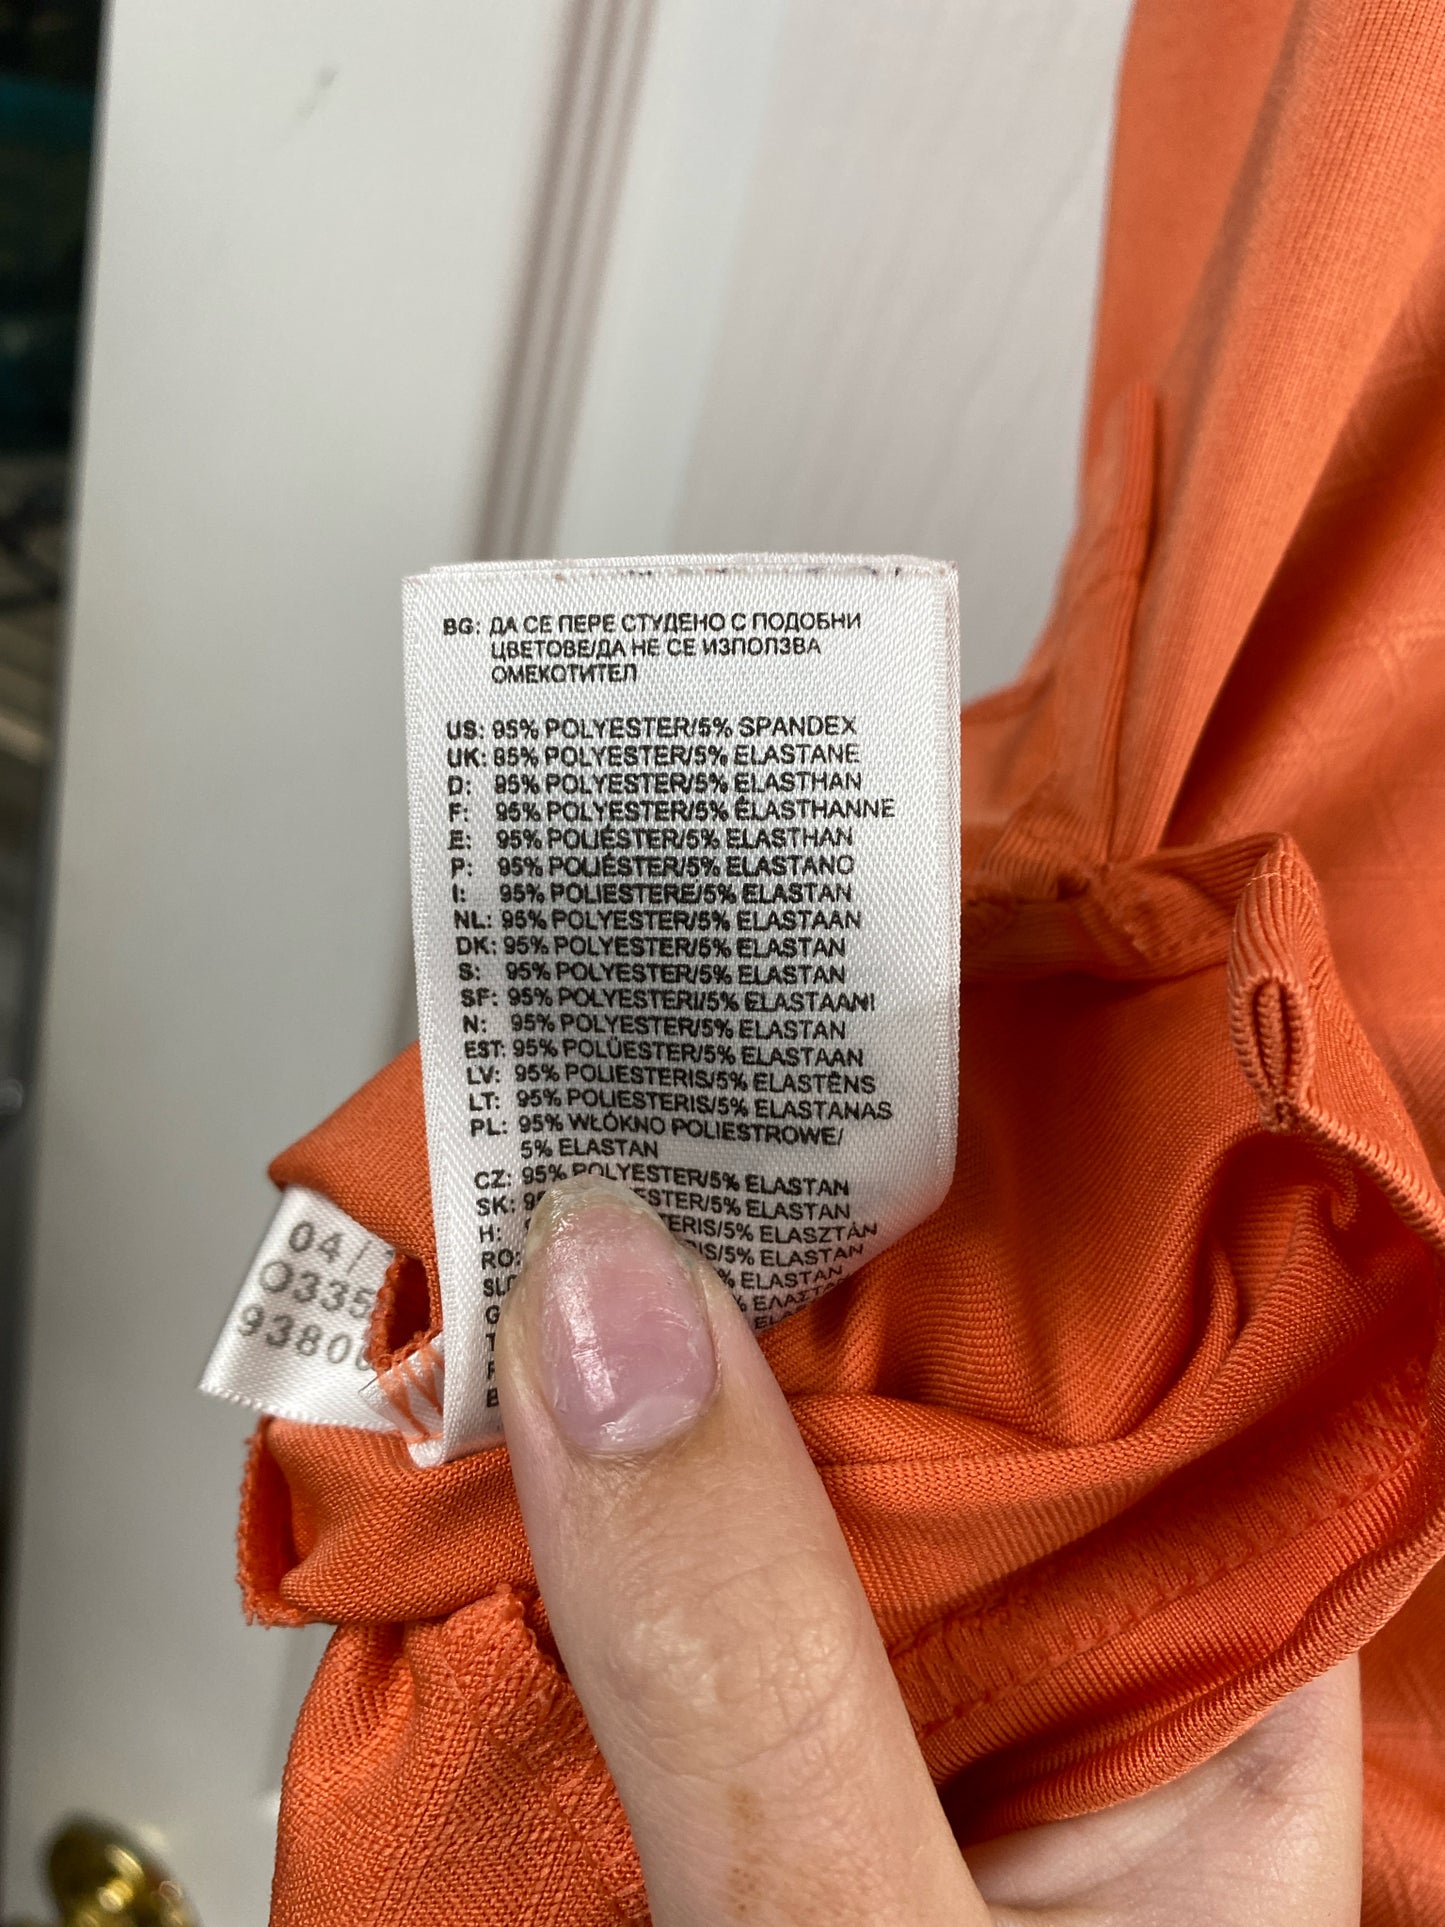 BG: ДА СЕ ПЕРЕ СТУДЕНО С ПОДОБНИ
ЦВЕТОВЕ/ДА НЕ СЕ ИЗПОЛЗВА
ОМЕКОТИТЕЛ
US: 95% POLYESTER/5% SPANDEX
UK: 95% POLYESTER/5% ELASTANE
D: 95% POLYESTER/5% ELASTHAN
F: 95% POLYESTER/5% ÉLASTHANNE
E: 95% POLIÉSTER/5% ELASTHAN
P: 95% POLIÉSTER/5% ELASTANO
I: 95% POLIESTERE/5% ELASTAN
NL: 95% POLYESTER/5% ELASTAAN
DK: 95% POLYESTER/5% ELASTAN
S: 95% POLYESTER/5% ELASTAN
SF: 95% POLYESTERI/5% ELASTAANI
N: 95% POLYESTER/5% ELASTAN
EST: 95% POLÜESTER/5% ELASTAAN
LV: 95% POLIESTERIS/5% ELASTĒNS
LT: 95% POLIESTERIS/5% ELASTANAS
PL: 95% WŁÓKNO POLIESTROWE/
5% ELASTAN
CZ: 95% POLYESTER/5% ELASTAN
SK: ESTER/5% ELASTAN
H: TERIS/5% ELASZTÁN
RO: IS/5% ELASTAN
% ELASTAN
% ΕΛΑΣΤΑ
ELAS
04/
O335
9380